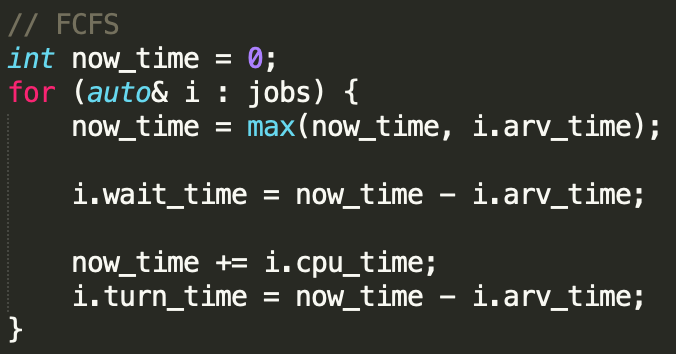 // FCFS
int now_time = 0;
for (auto& i : jobs) {
    now_time = max(now_time, i.arv_time);
    i.wait_time = now_time - i.arv_time;
    now_time += i.cpu_time;
    i.turn_time = now_time - i.arv_time;
}